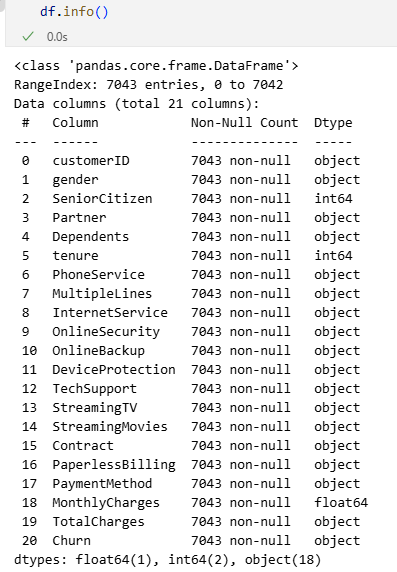 df.info()
0.0s
<class 'pandas.core.frame.DataFrame'>
RangeIndex: 7043 entries, 0 to 7042
Data columns (total 21 columns):
 #   Column            Non-Null Count  Dtype
---  ------            --------------  -----
 0   customerID        7043 non-null   object
 1   gender            7043 non-null   object
 2   SeniorCitizen     7043 non-null   int64
 3   Partner           7043 non-null   object
 4   Dependents        7043 non-null   object
 5   tenure            7043 non-null   int64
 6   PhoneService      7043 non-null   object
 7   MultipleLines     7043 non-null   object
 8   InternetService   7043 non-null   object
 9   OnlineSecurity    7043 non-null   object
 10  OnlineBackup      7043 non-null   object
 11  DeviceProtection  7043 non-null   object
 12  TechSupport       7043 non-null   object
 13  StreamingTV       7043 non-null   object
 14  StreamingMovies   7043 non-null   object
 15  Contract          7043 non-null   object
 16  PaperlessBilling  7043 non-null   object
 17  PaymentMethod     7043 non-null   object
 18  MonthlyCharges    7043 non-null   float64
 19  TotalCharges      7043 non-null   object
 20  Churn             7043 non-null   object
dtypes: float64(1), int64(2), object(18)